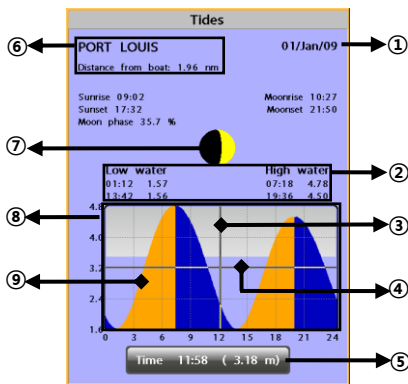 Tides
⑥ PORT LOUIS 01/Jan/09 ①
Distance from boat: 1.96 nm
Sunrise 09:02 Moonrise 10:27
Sunset 17:32 Moonset 21:50
Moon phase 35.7 %
⑦
Low water High water ②
01:12 1.57 07:18 4.78
13:42 1.56 19:36 4.50
⑧ 4.8
③
4.0
3.2
⑨ ④
2.4
1.6
0 3 6 9 12 15 18 21 24
Time 11:58 ( 3.18 m) ⑤